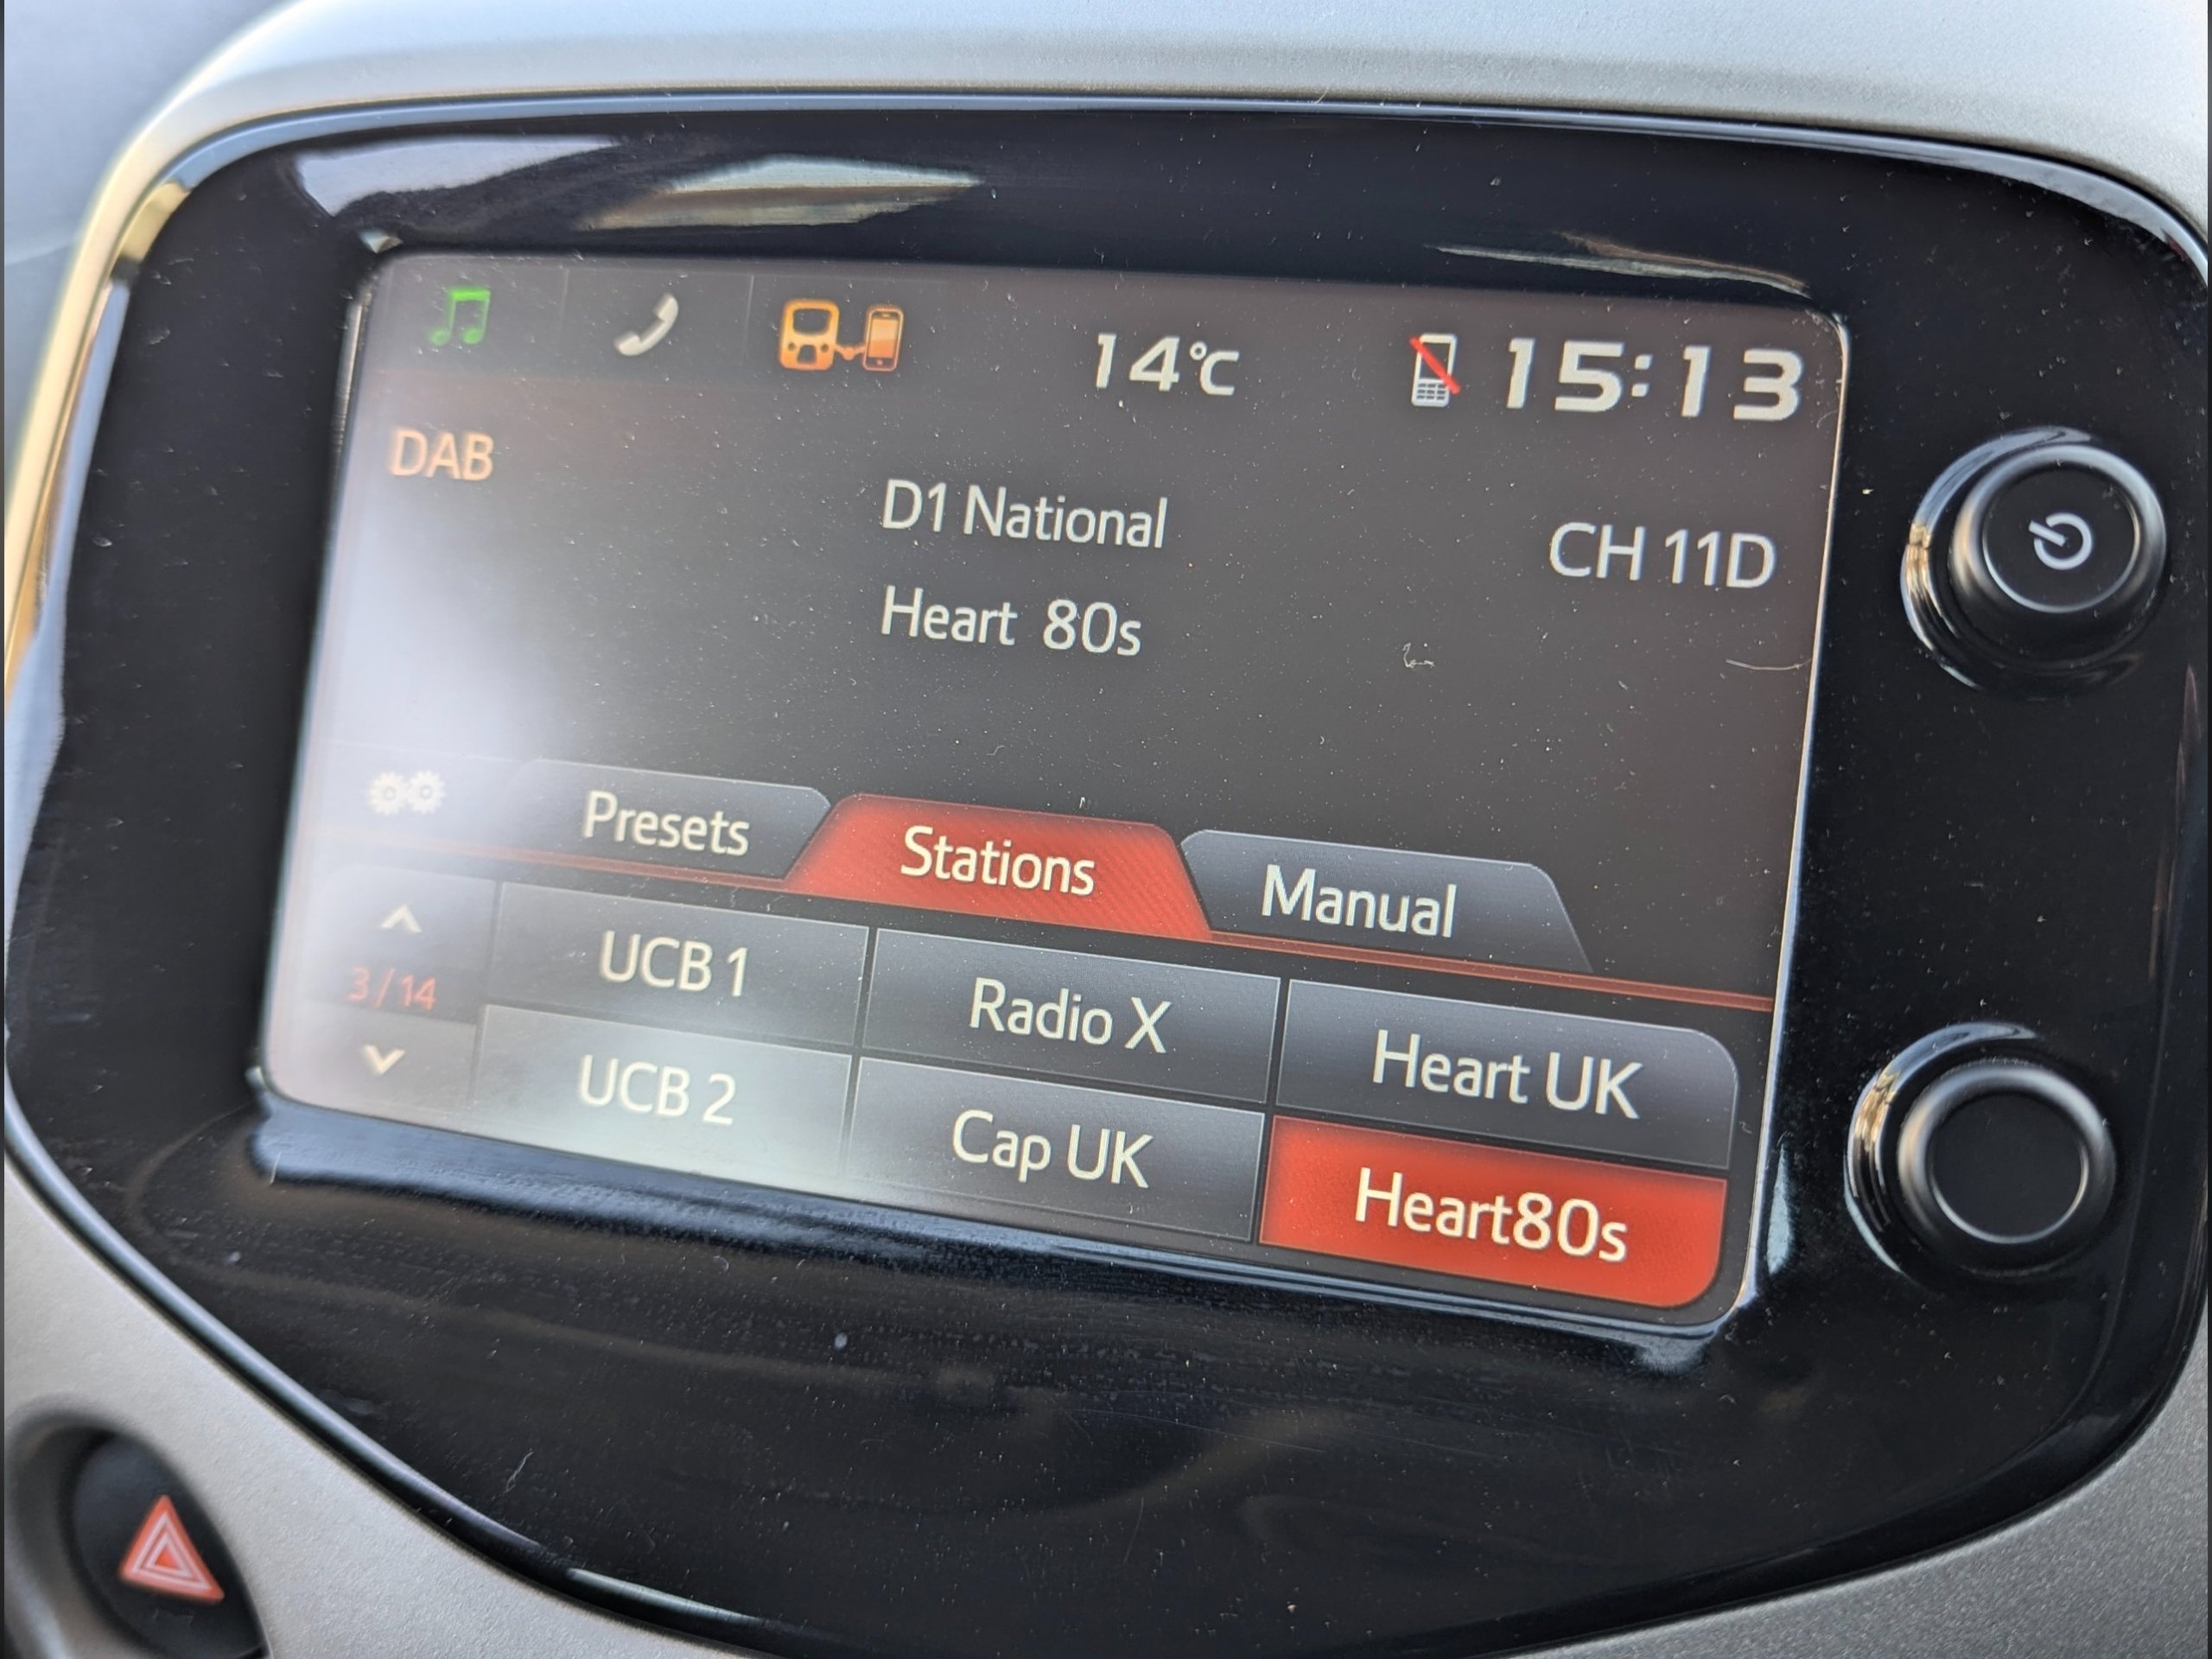 14°C 15:13
DAB
D1 National
CH 11D
Heart 80s
Presets Stations Manual
3/14
UCB 1 Radio X Heart UK
UCB 2 Cap UK Heart80s